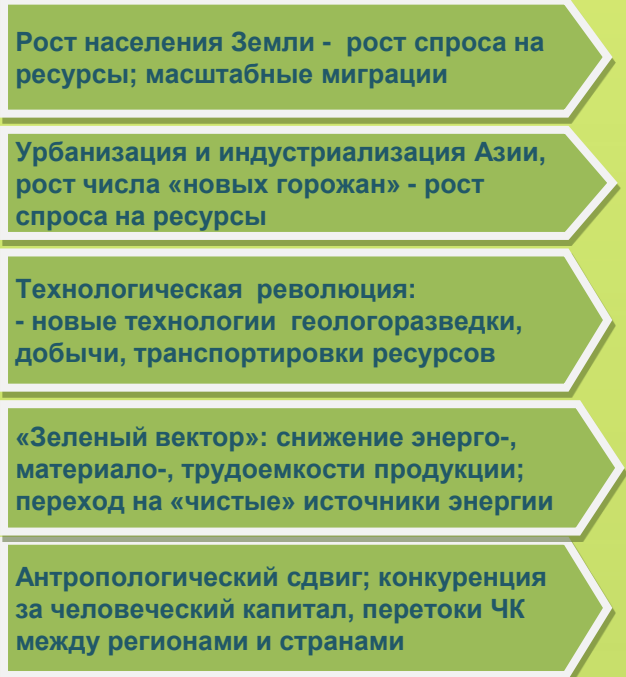 Рост населения Земли - рост спроса на
ресурсы; масштабные миграции
Урбанизация и индустриализация Азии,
рост числа «новых горожан» - рост
спроса на ресурсы
Технологическая революция:
- новые технологии геологоразведки,
добычи, транспортировки ресурсов
«Зеленый вектор»: снижение энерго-,
материало-, трудоемкости продукции;
переход на «чистые» источники энергии
Антропологический сдвиг; конкуренция
за человеческий капитал, перетоки ЧК
между регионами и странами